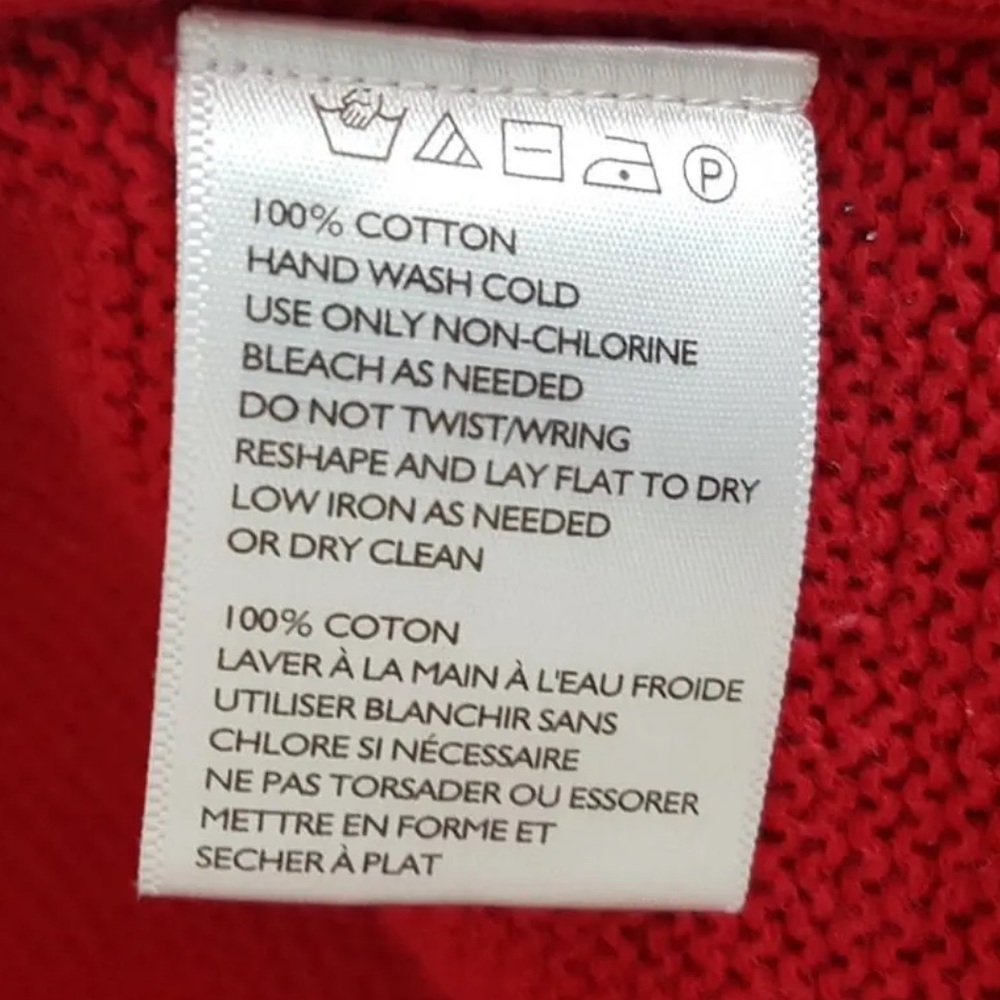 P
100% COTTON
HAND WASH COLD
USE ONLY NON-CHLORINE
BLEACH AS NEEDED
DO NOT TWIST/WRING
RESHAPE AND LAY FLAT TO DRY
LOW IRON AS NEEDED
OR DRY CLEAN
100% COTON
LAVER À LA MAIN À L'EAU FROIDE
UTILISER BLANCHIR SANS
CHLORE SI NÉCESSAIRE
NE PAS TORSADER OU ESSORER
METTRE EN FORME ET
SECHER À PLAT